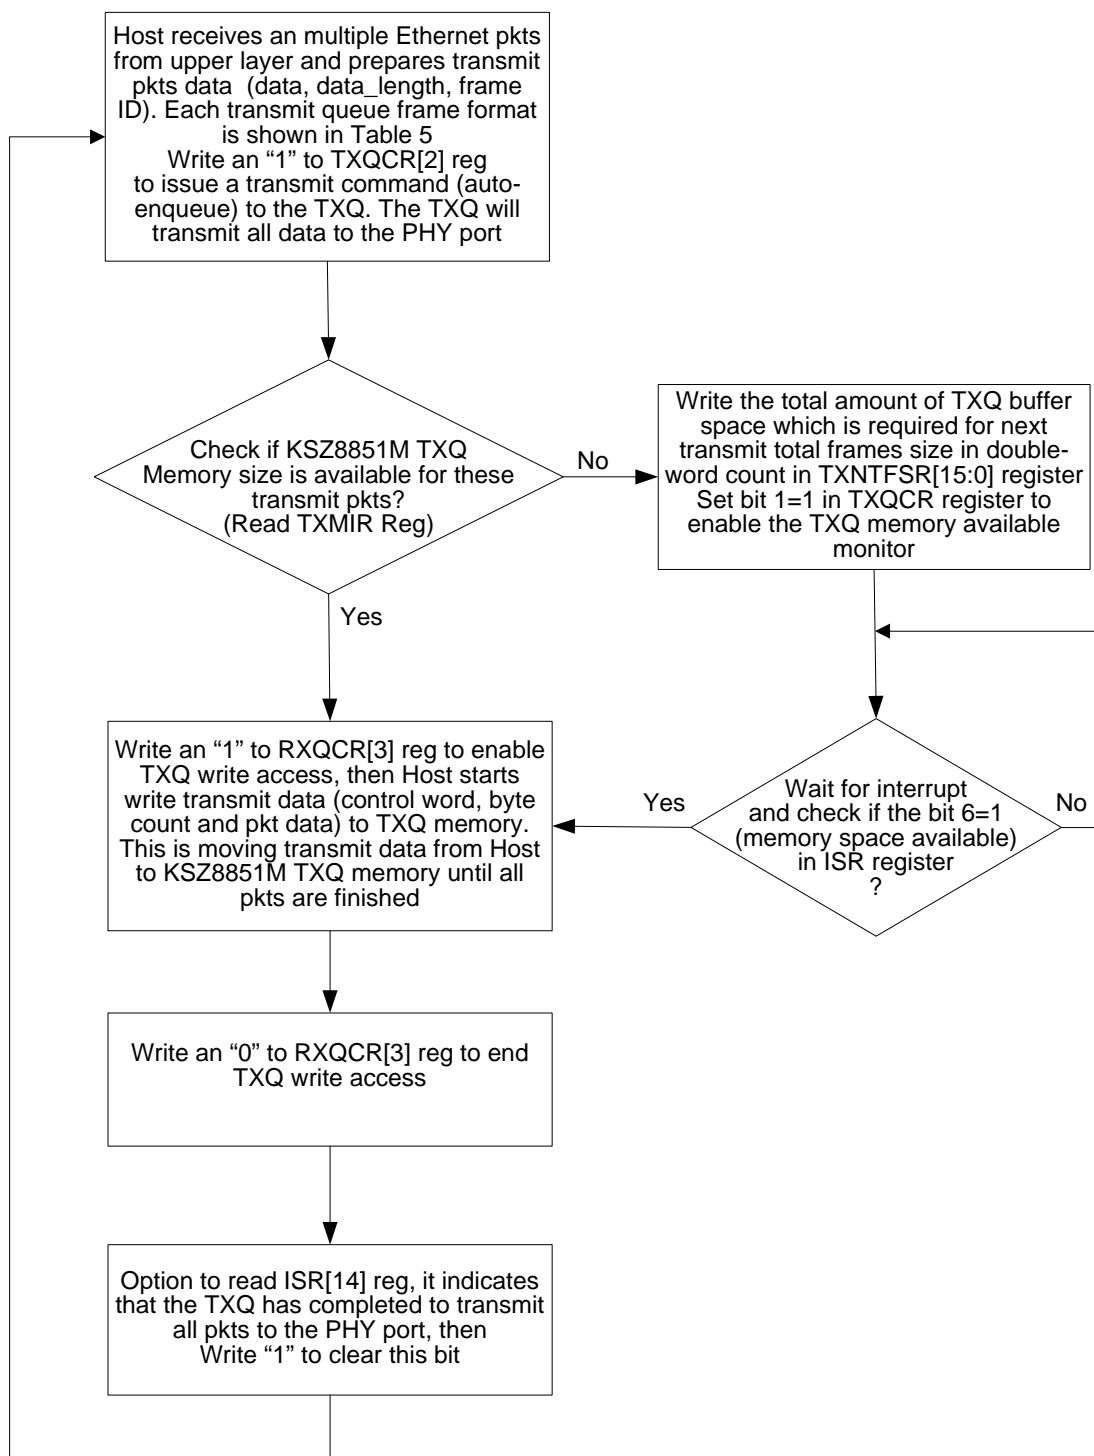 Host receives an multiple Ethernet pkts
from upper layer and prepares transmit
pkts data  (data, data_length, frame
ID). Each transmit queue frame format
is shown in Table 5
Write an “1” to TXQCR[2] reg
to issue a transmit command (auto-
enqueue) to the TXQ. The TXQ will
transmit all data to the PHY port
Check if KSZ8851M TXQ
Memory size is available for these
transmit pkts?
(Read TXMIR Reg)
No
Write the total amount of TXQ buffer
space which is required for next
transmit total frames size in double-
word count in TXNTFSR[15:0] register
Set bit 1=1 in TXQCR register to
enable the TXQ memory available
monitor
Yes
Write an “1” to RXQCR[3] reg to enable
TXQ write access, then Host starts
write transmit data (control word, byte
count and pkt data) to TXQ memory.
This is moving transmit data from Host
to KSZ8851M TXQ memory until all
pkts are finished
Yes
Wait for interrupt
and check if the bit 6=1
(memory space available)
in ISR register
?
No
Write an “0” to RXQCR[3] reg to end
TXQ write access
Option to read ISR[14] reg, it indicates
that the TXQ has completed to transmit
all pkts to the PHY port, then
Write “1” to clear this bit